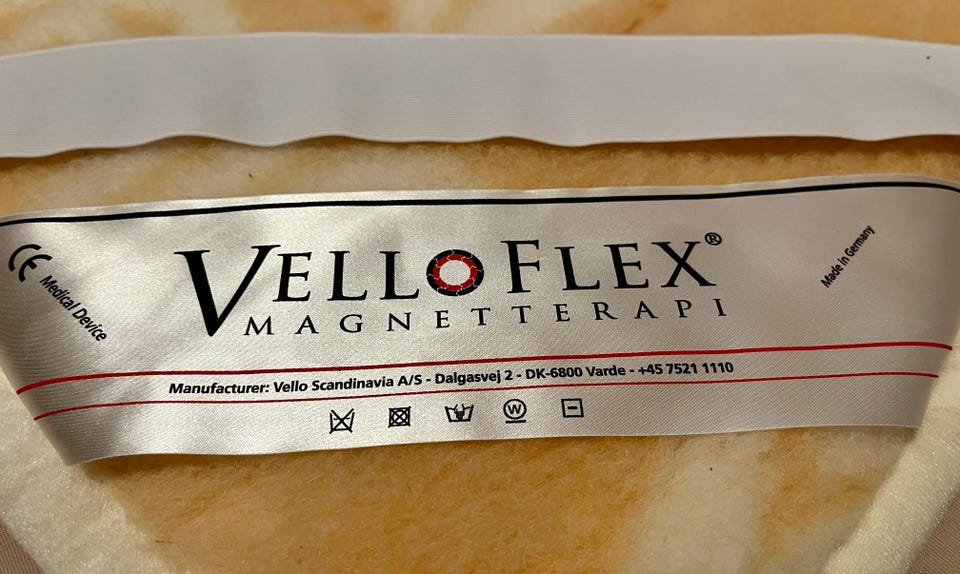 CE Medical Device
VELLOFLEX®
MAGNETTERAPI
Made in Germany
Manufacturer: Vello Scandinavia A/S - Dalgasvej 2 - DK-6800 Varde - +45 7521 1110
W